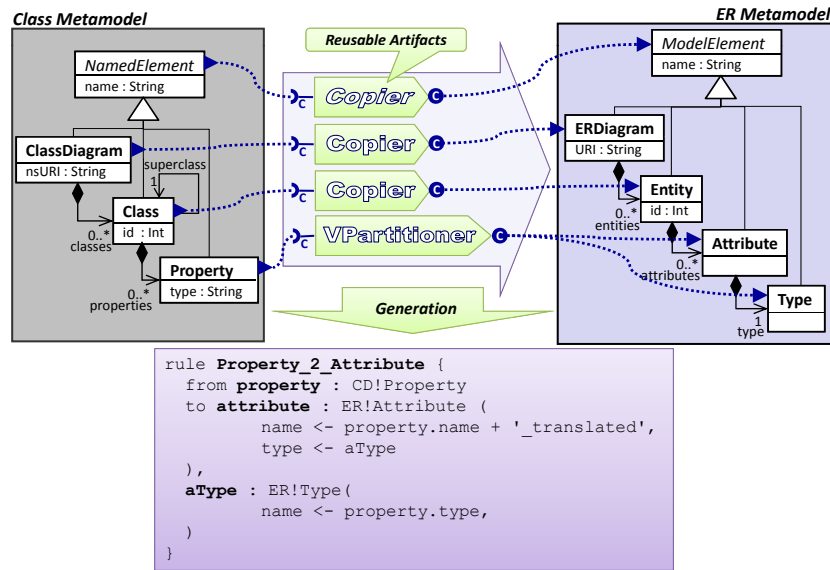 Class Metamodel
NamedElement
name : String
ClassDiagram
nsURI : String
superclass
1
Class
id : Int
0..*
classes
Property
type : String
0..*
properties
Reusable Artifacts
C
Copier
C
C
Copier
C
C
Copier
C
C
VPartitioner
C
Generation
ER Metamodel
ModelElement
name : String
ERDiagram
URI : String
Entity
id : Int
0..*
entities
Attribute
0..*
attributes
Type
1
type
rule Property_2_Attribute {
from property : CD!Property
to attribute : ER!Attribute (
name <- property.name + '_translated',
type <- aType
),
aType : ER!Type(
name <- property.type,
)
}